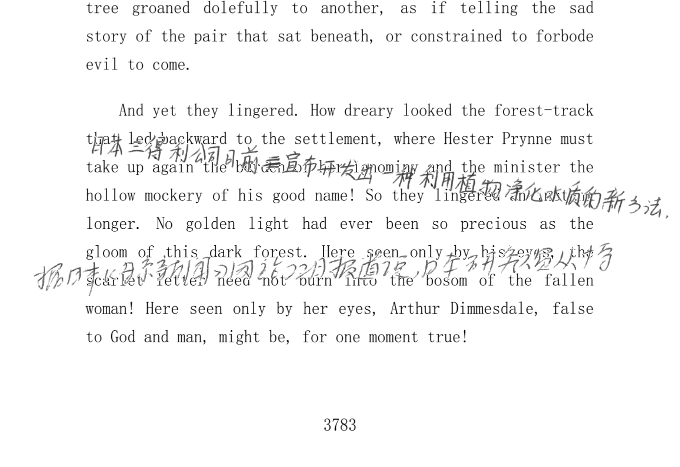 tree groaned dolefully to another, as if telling the sad
story of the pair that sat beneath, or constrained to forbode
evil to come.
And yet they lingered. How dreary looked the forest-track
that led backward to the settlement, where Hester Prynne must
日本三得利公司日前宣布开发出一种利用植物净化水质的新方法.
take up again the burden of her ignominy and the minister the
hollow mockery of his good name! So they lingered an instant
longer. No golden light had ever been so precious as the
gloom of this dark forest. Here seen only by his eyes, the
据日本《日京新闻》网站22日报道说,日本研究人员从
scarlet letter need not burn into the bosom of the fallen
woman! Here seen only by her eyes, Arthur Dimmesdale, false
to God and man, might be, for one moment true!
3783